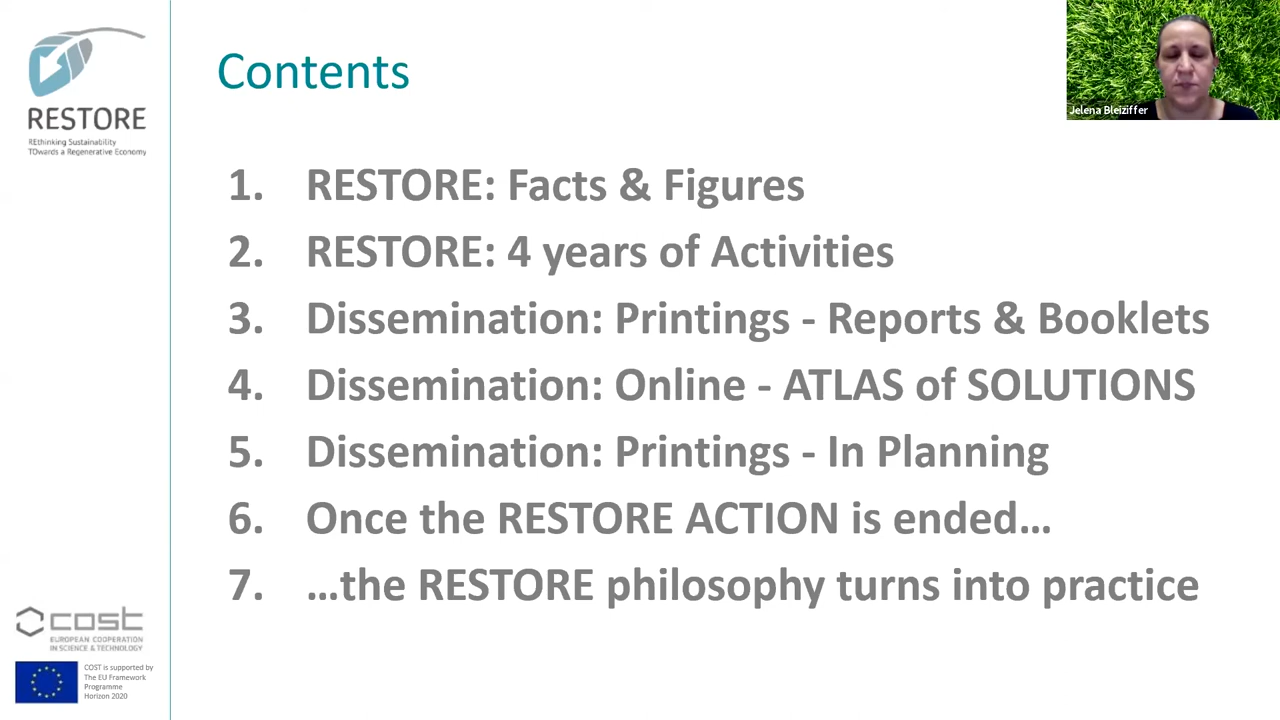 RESTORE
REthinking Sustainability
TOwards a Regenerative Economy
Contents
Jelena Bleiziffer
1. RESTORE: Facts & Figures
2. RESTORE: 4 years of Activities
3. Dissemination: Printings - Reports & Booklets
4. Dissemination: Online - ATLAS of SOLUTIONS
5. Dissemination: Printings - In Planning
6. Once the RESTORE ACTION is ended…
7. …the RESTORE philosophy turns into practice
cost
EUROPEAN COOPERATION
IN SCIENCE & TECHNOLOGY
COST is supported by
The EU Framework
Programme
Horizon 2020